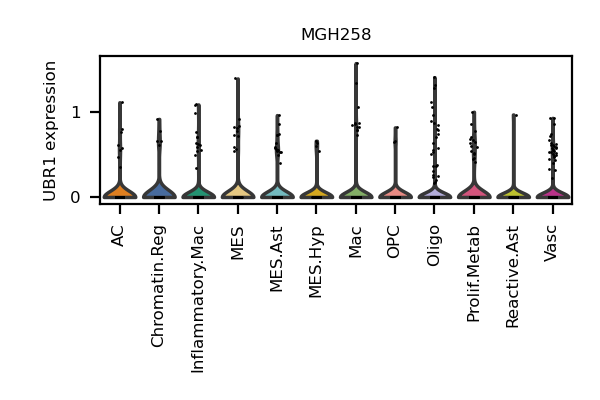 MGH258
UBR1 expression
1
0
AC
Chromatin.Reg
Inflammatory.Mac
MES
MES.Ast
MES.Hyp
Mac
OPC
Oligo
Prolif.Metab
Reactive.Ast
Vasc